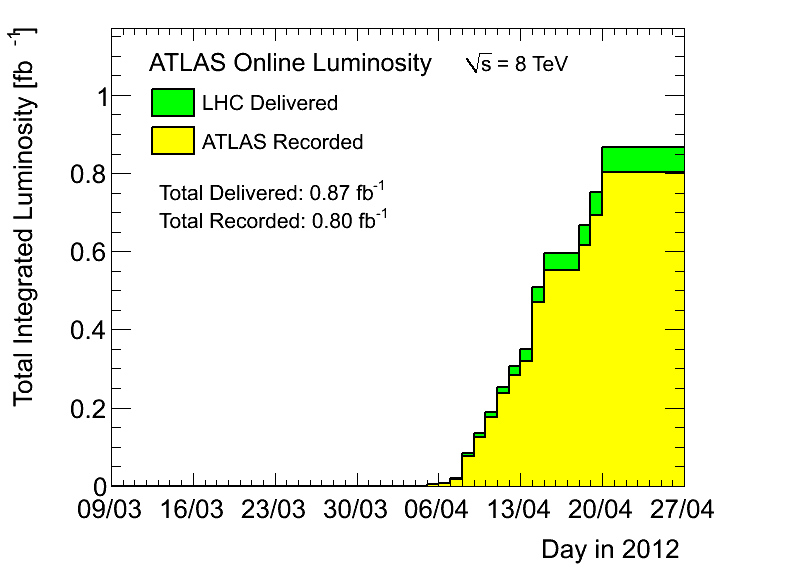 Total Integrated Luminosity [fb⁻¹]
ATLAS Online Luminosity √s = 8 TeV
LHC Delivered
ATLAS Recorded
Total Delivered: 0.87 fb⁻¹
Total Recorded: 0.80 fb⁻¹
1
0.8
0.6
0.4
0.2
0
09/03 16/03 23/03 30/03 06/04 13/04 20/04 27/04
Day in 2012